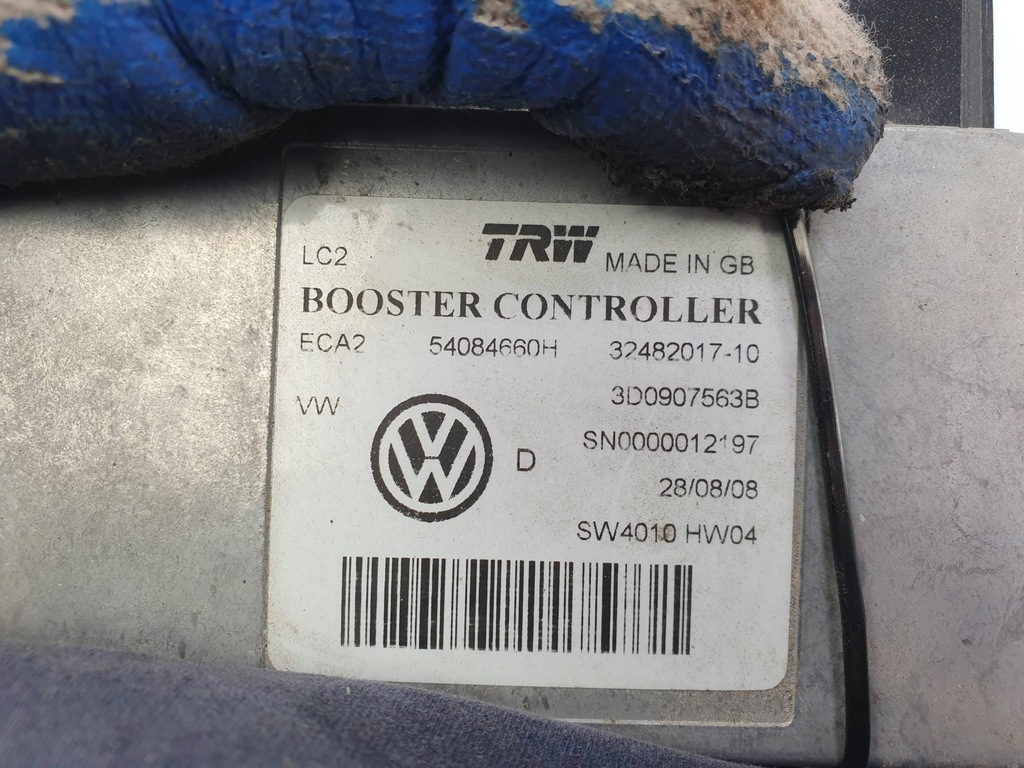 LC2 TRW MADE IN GB
BOOSTER CONTROLLER
ECA2 54084660H 32482017-10
VW 3D0907563B
D SN0000012197
28/08/08
SW4010 HW04